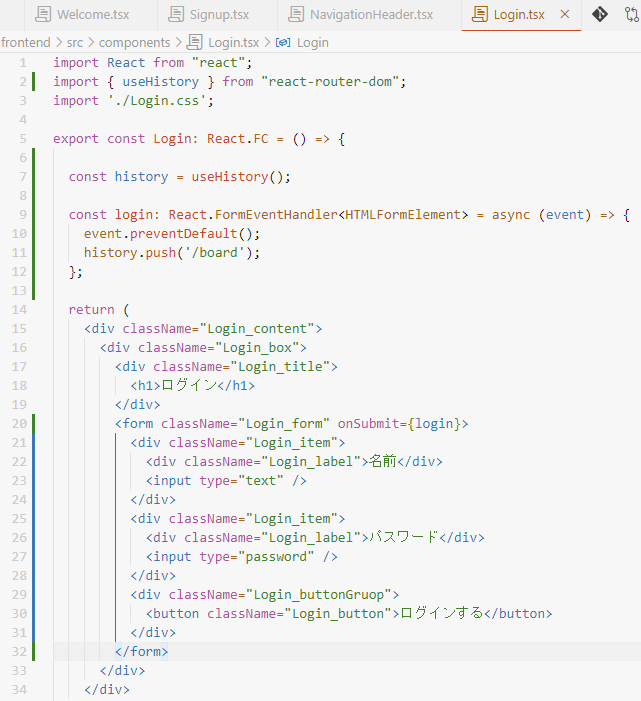 Welcome.tsx Signup.tsx NavigationHeader.tsx Login.tsx ×
frontend > src > components > Login.tsx > Login
1 import React from "react";
2 import { useHistory } from "react-router-dom";
3 import './Login.css';
4
5 export const Login: React.FC = () => {
6
7   const history = useHistory();
8
9   const login: React.FormEventHandler<HTMLFormElement> = async (event) => {
10     event.preventDefault();
11     history.push('/board');
12   };
13
14   return (
15     <div className="Login_content">
16       <div className="Login_box">
17         <div className="Login_title">
18           <h1>ログイン</h1>
19         </div>
20         <form className="Login_form" onSubmit={login}>
21           <div className="Login_item">
22             <div className="Login_label">名前</div>
23             <input type="text" />
24           </div>
25           <div className="Login_item">
26             <div className="Login_label">パスワード</div>
27             <input type="password" />
28           </div>
29           <div className="Login_buttonGruop">
30             <button className="Login_button">ログインする</button>
31           </div>
32         </form>
33       </div>
34     </div>